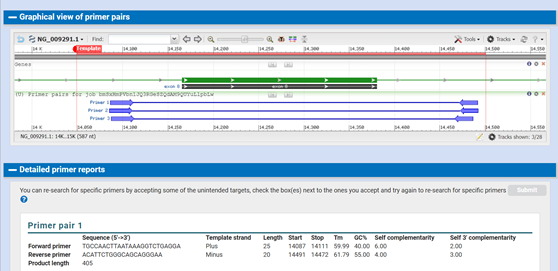 Graphical view of primer pairs
NG_009291.1 Find: Tools Tracks
14 K Template 14,100 14,150 14,200 14,250 14,300 14,350 14,400 14,450 14,500 14,550
Genes
exon 8 exon 8
(U) Primer pairs for job
Primer 1
Primer 2
Primer 3
14 K 14,050 14,100 14,150 14,200 14,250 14,300 14,350 14,400 14,450 14,500 14,550
NG_009291.1: 14K..15K (587 nt) Tracks shown: 3/28
Detailed primer reports
You can re-search for specific primers by accepting some of the unintended targets, check the box(es) next to the ones you accept and try again to re-search for specific primers Submit
Primer pair 1
Sequence (5'->3') Template strand Length Start Stop Tm GC% Self complementarity Self 3' complementarity
Forward primer TGCCAACTTAATAAAGGTCTGAGGA Plus 25 14087 14111 59.99 40.00 6.00 2.00
Reverse primer ACATTCTGGGCAGCAGGGAA Minus 20 14491 14472 61.79 55.00 4.00 3.00
Product length 405